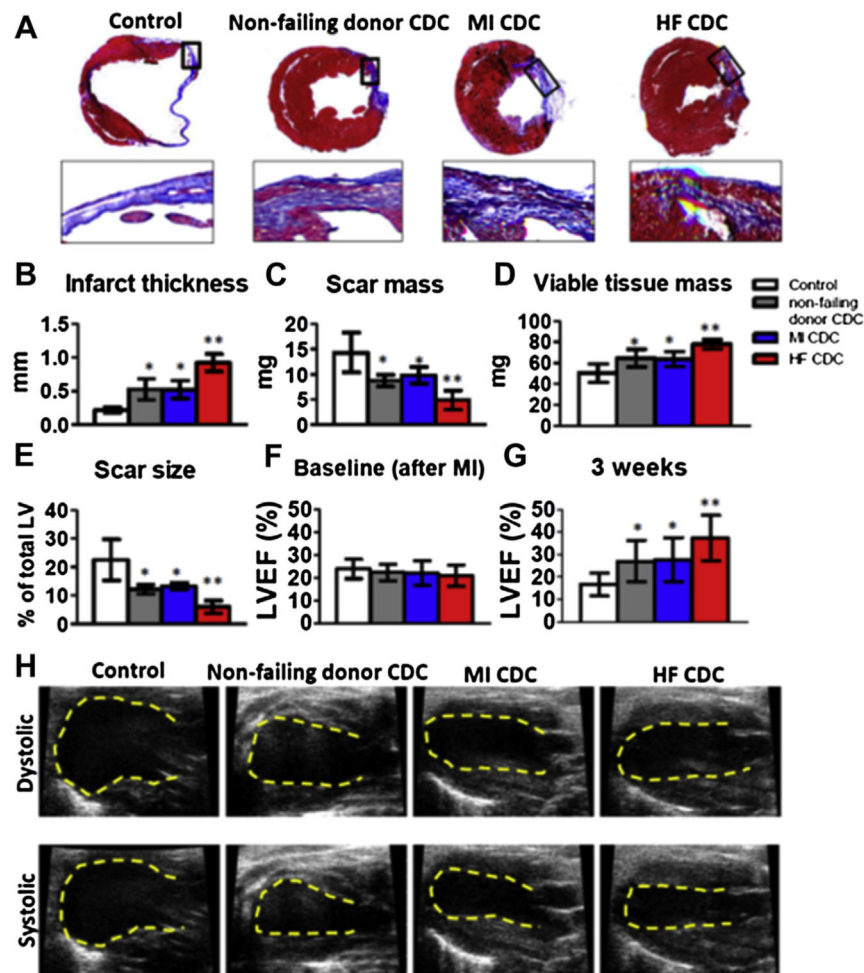 A
Control
Non-failing donor CDC
MI CDC
HF CDC
B
Infarct thickness
mm
1.5
1.0
0.5
0.0
*
*
**
C
Scar mass
mg
20
15
10
5
0
*
*
**
D
Viable tissue mass
mg
100
80
60
40
20
0
*
*
**
Control
non-failing
donor CDC
MI CDC
HF CDC
E
Scar size
% of total LV
40
30
20
10
0
*
*
**
F
Baseline (after MI)
LVEF (%)
50
40
30
20
10
0
G
3 weeks
LVEF (%)
50
40
30
20
10
0
*
*
**
H
Control
Non-failing donor CDC
MI CDC
HF CDC
Dystolic
Systolic